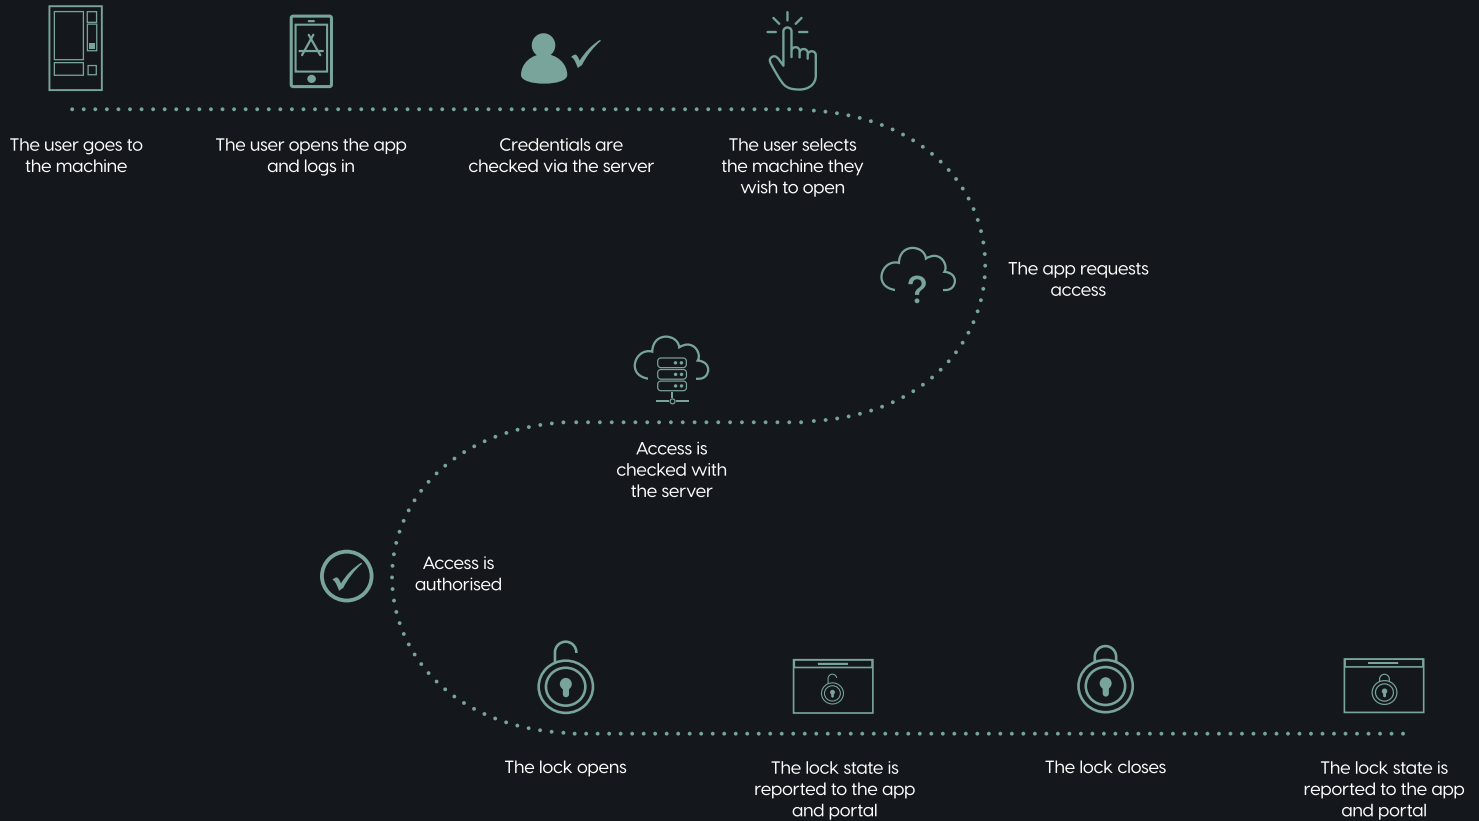 The user goes to
the machine
The user opens the app
and logs in
Credentials are
checked via the server
The user selects
the machine they
wish to open
The app requests
access
Access is
checked with
the server
Access is
authorised
The lock opens
The lock state is
reported to the app
and portal
The lock closes
The lock state is
reported to the app
and portal